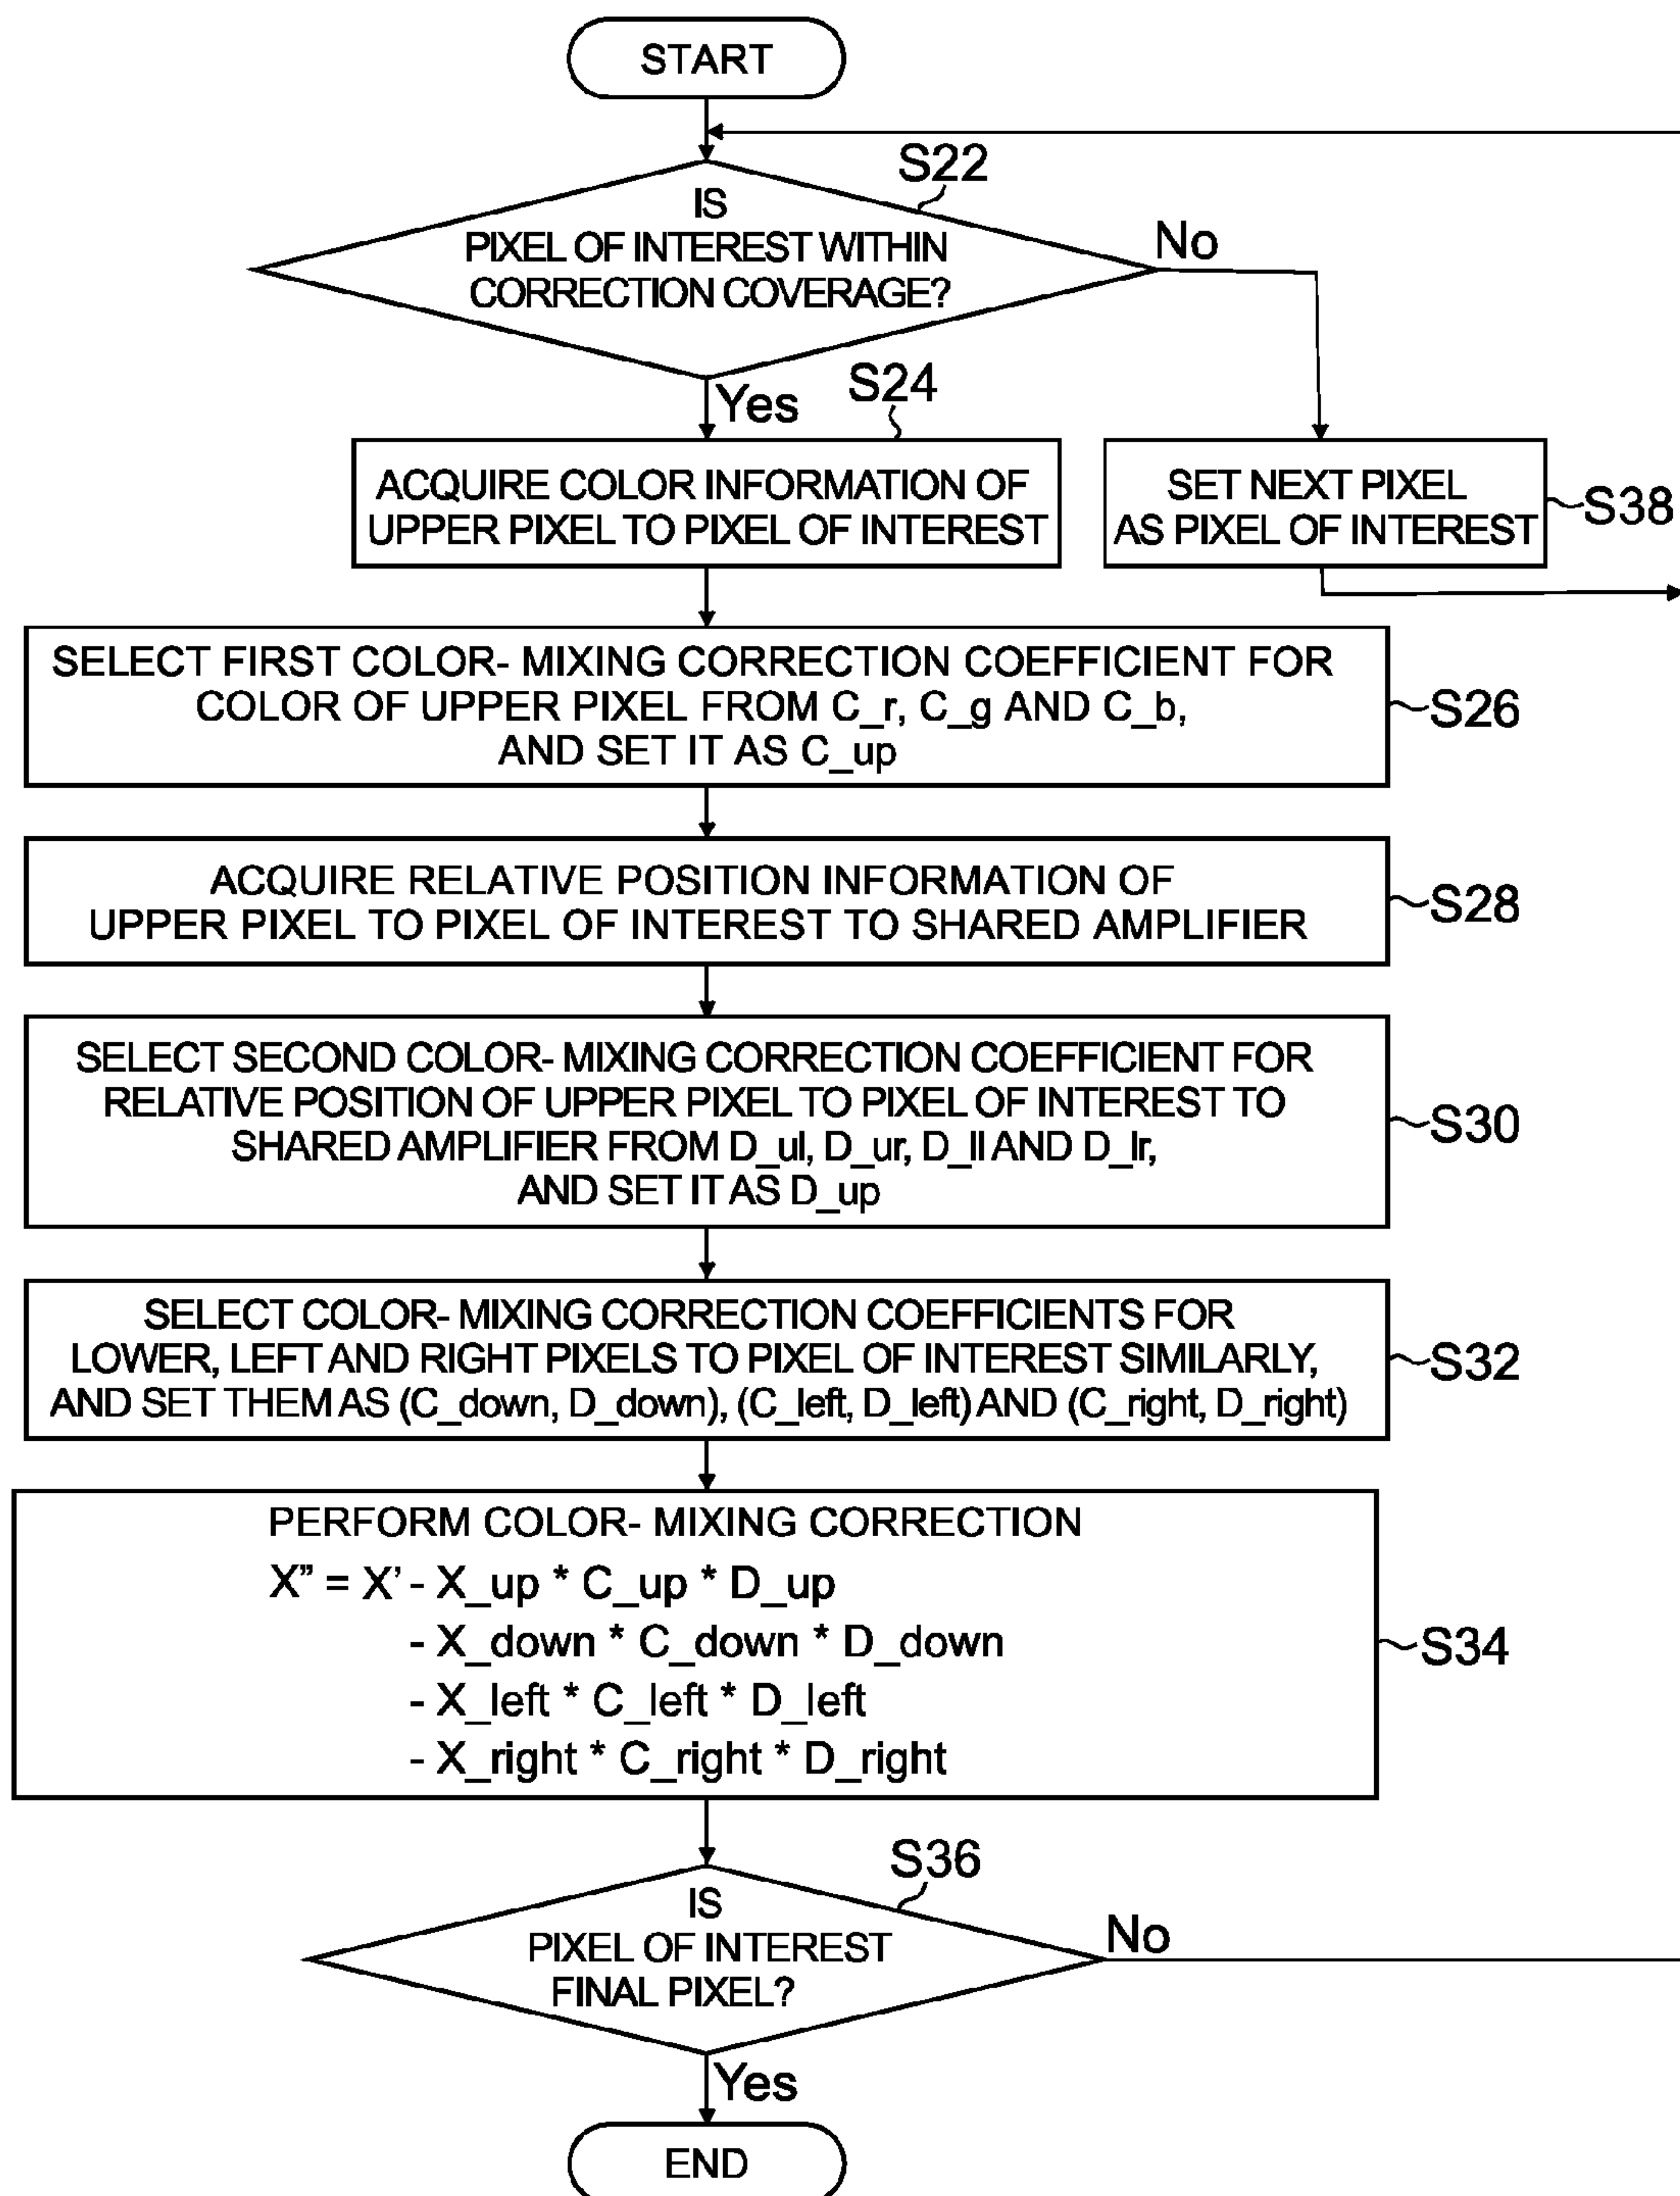 START
S22
IS
PIXEL OF INTEREST WITHIN
CORRECTION COVERAGE?
No
Yes
S24
ACQUIRE COLOR INFORMATION OF
UPPER PIXEL TO PIXEL OF INTEREST
SET NEXT PIXEL
AS PIXEL OF INTEREST
S38
SELECT FIRST COLOR- MIXING CORRECTION COEFFICIENT FOR
COLOR OF UPPER PIXEL FROM C_r, C_g AND C_b,
AND SET IT AS C_up
S26
ACQUIRE RELATIVE POSITION INFORMATION OF
UPPER PIXEL TO PIXEL OF INTEREST TO SHARED AMPLIFIER
S28
SELECT SECOND COLOR- MIXING CORRECTION COEFFICIENT FOR
RELATIVE POSITION OF UPPER PIXEL TO PIXEL OF INTEREST TO
SHARED AMPLIFIER FROM D_ul, D_ur, D_ll AND D_lr,
AND SET IT AS D_up
S30
SELECT COLOR- MIXING CORRECTION COEFFICIENTS FOR
LOWER, LEFT AND RIGHT PIXELS TO PIXEL OF INTEREST SIMILARLY,
AND SET THEM AS (C_down, D_down), (C_left, D_left) AND (C_right, D_right)
S32
PERFORM COLOR- MIXING CORRECTION
X” = X’ - X_up * C_up * D_up
- X_down * C_down * D_down
- X_left * C_left * D_left
- X_right * C_right * D_right
S34
S36
IS
PIXEL OF INTEREST
FINAL PIXEL?
No
Yes
END